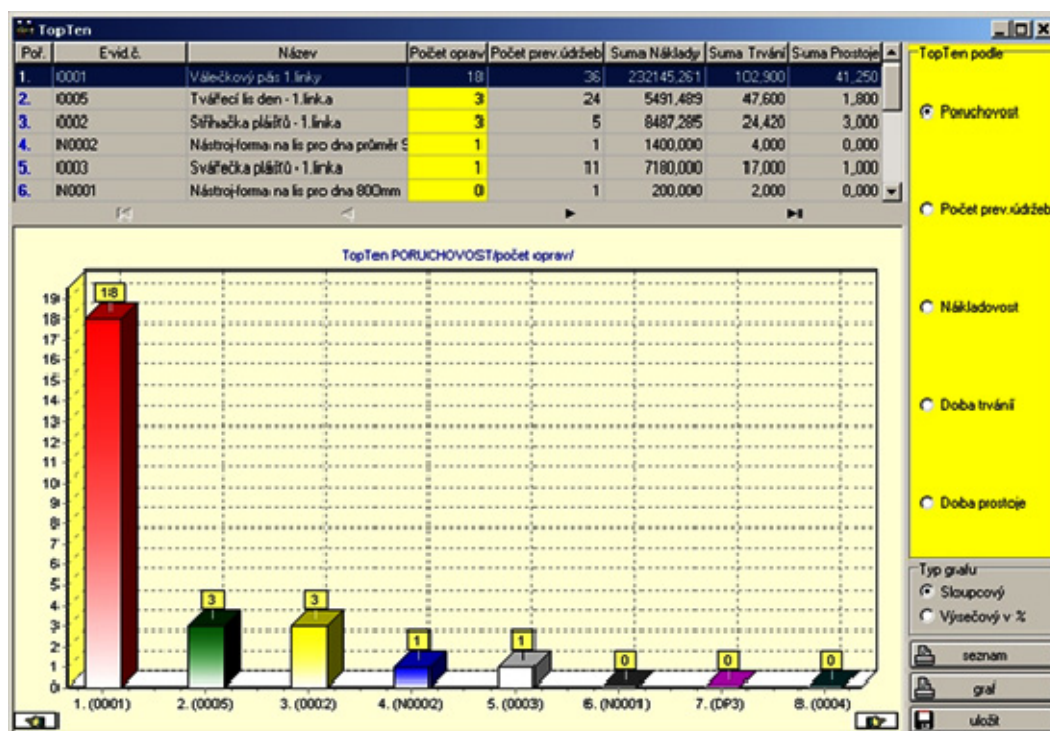 TopTen
Poř. Evid.č. Název Počet oprav Počet prev.údržeb Suma Náklady Suma Trvání Suma Prostoje
1. I0001 Válečkový pás 1.linky 18 36 232145,261 102,900 41,250
2. I0005 Tvářecí lis den - 1.linka 3 24 5491,489 47,600 1,800
3. I0002 Stříhačka plášťů - 1.linka 3 5 8487,285 24,420 3,000
4. IN0002 Nástroj-forma na lis pro dna průměr 1 1 1400,000 4,000 0,000
5. I0003 Svářečka plášťů - 1.linka 1 11 7180,000 17,000 1,000
6. IN0001 Nástroj-forma na lis pro dna 800mm 0 1 200,000 2,000 0,000
TopTen podle
Poruchovost
Počet prev.údržeb
Nákladovost
Doba trvání
Doba prostoje
Typ grafu
Sloupcový
Výsečový v %
seznam
graf
uložit
TopTen PORUCHOVOST/počet oprav/
19
18
17
16
15
14
13
12
11
10
9
8
7
6
5
4
3
2
1
0
18
3
3
1
1
0
0
0
1. (0001) 2. (0005) 3. (0002) 4. (N0002) 5. (0003) 6. (N0001) 7. (DP3) 8. (0004)